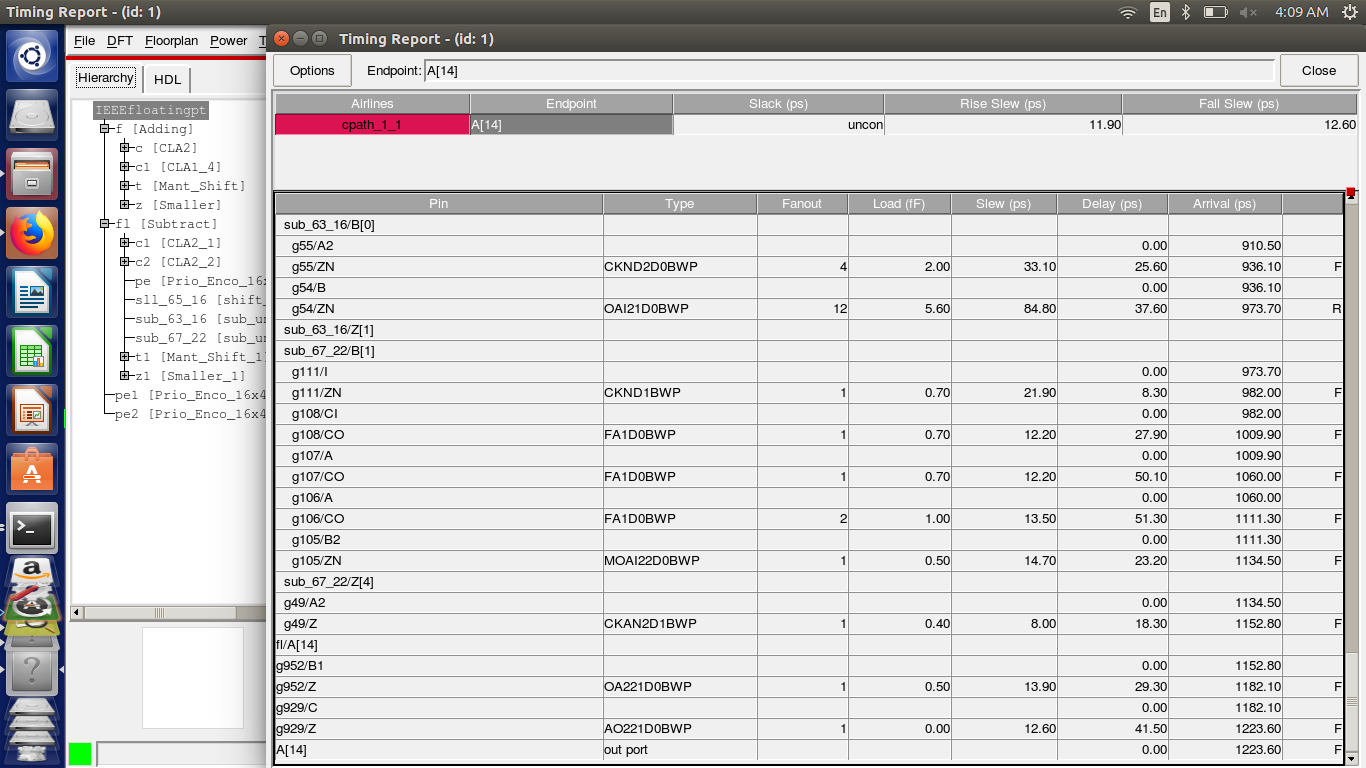 Timing Report - (id: 1)
En
4:09 AM
File DFT Floorplan Power T
Hierarchy HDL
IEEEfloatingpt
f [Adding]
c [CLA2]
c1 [CLA1_4]
t [Mant_Shift]
z [Smaller]
fl [Subtract]
c1 [CLA2_1]
c2 [CLA2_2]
pe [Prio_Enco_16x
sll_65_16 [shift_
sub_63_16 [sub_un
sub_67_22 [sub_un
t1 [Mant_Shift_1]
z1 [Smaller_1]
pe1 [Prio_Enco_16x4
pe2 [Prio_Enco_16x4
Timing Report - (id: 1)
Options Endpoint: A[14] Close
Airlines Endpoint Slack (ps) Rise Slew (ps) Fall Slew (ps)
cpath_1_1 A[14] uncon 11.90 12.60
Pin Type Fanout Load (fF) Slew (ps) Delay (ps) Arrival (ps)
sub_63_16/B[0]
g55/A2 0.00 910.50
g55/ZN CKND2D0BWP 4 2.00 33.10 25.60 936.10 F
g54/B 0.00 936.10
g54/ZN OAI21D0BWP 12 5.60 84.80 37.60 973.70 R
sub_63_16/Z[1]
sub_67_22/B[1]
g111/I 0.00 973.70
g111/ZN CKND1BWP 1 0.70 21.90 8.30 982.00 F
g108/CI 0.00 982.00
g108/CO FA1D0BWP 1 0.70 12.20 27.90 1009.90 F
g107/A 0.00 1009.90
g107/CO FA1D0BWP 1 0.70 12.20 50.10 1060.00 F
g106/A 0.00 1060.00
g106/CO FA1D0BWP 2 1.00 13.50 51.30 1111.30 F
g105/B2 0.00 1111.30
g105/ZN MOAI22D0BWP 1 0.50 14.70 23.20 1134.50 F
sub_67_22/Z[4]
g49/A2 0.00 1134.50
g49/Z CKAN2D1BWP 1 0.40 8.00 18.30 1152.80 F
fl/A[14]
g952/B1 0.00 1152.80
g952/Z OA221D0BWP 1 0.50 13.90 29.30 1182.10 F
g929/C 0.00 1182.10
g929/Z AO221D0BWP 1 0.00 12.60 41.50 1223.60 F
A[14] out port 0.00 1223.60 F